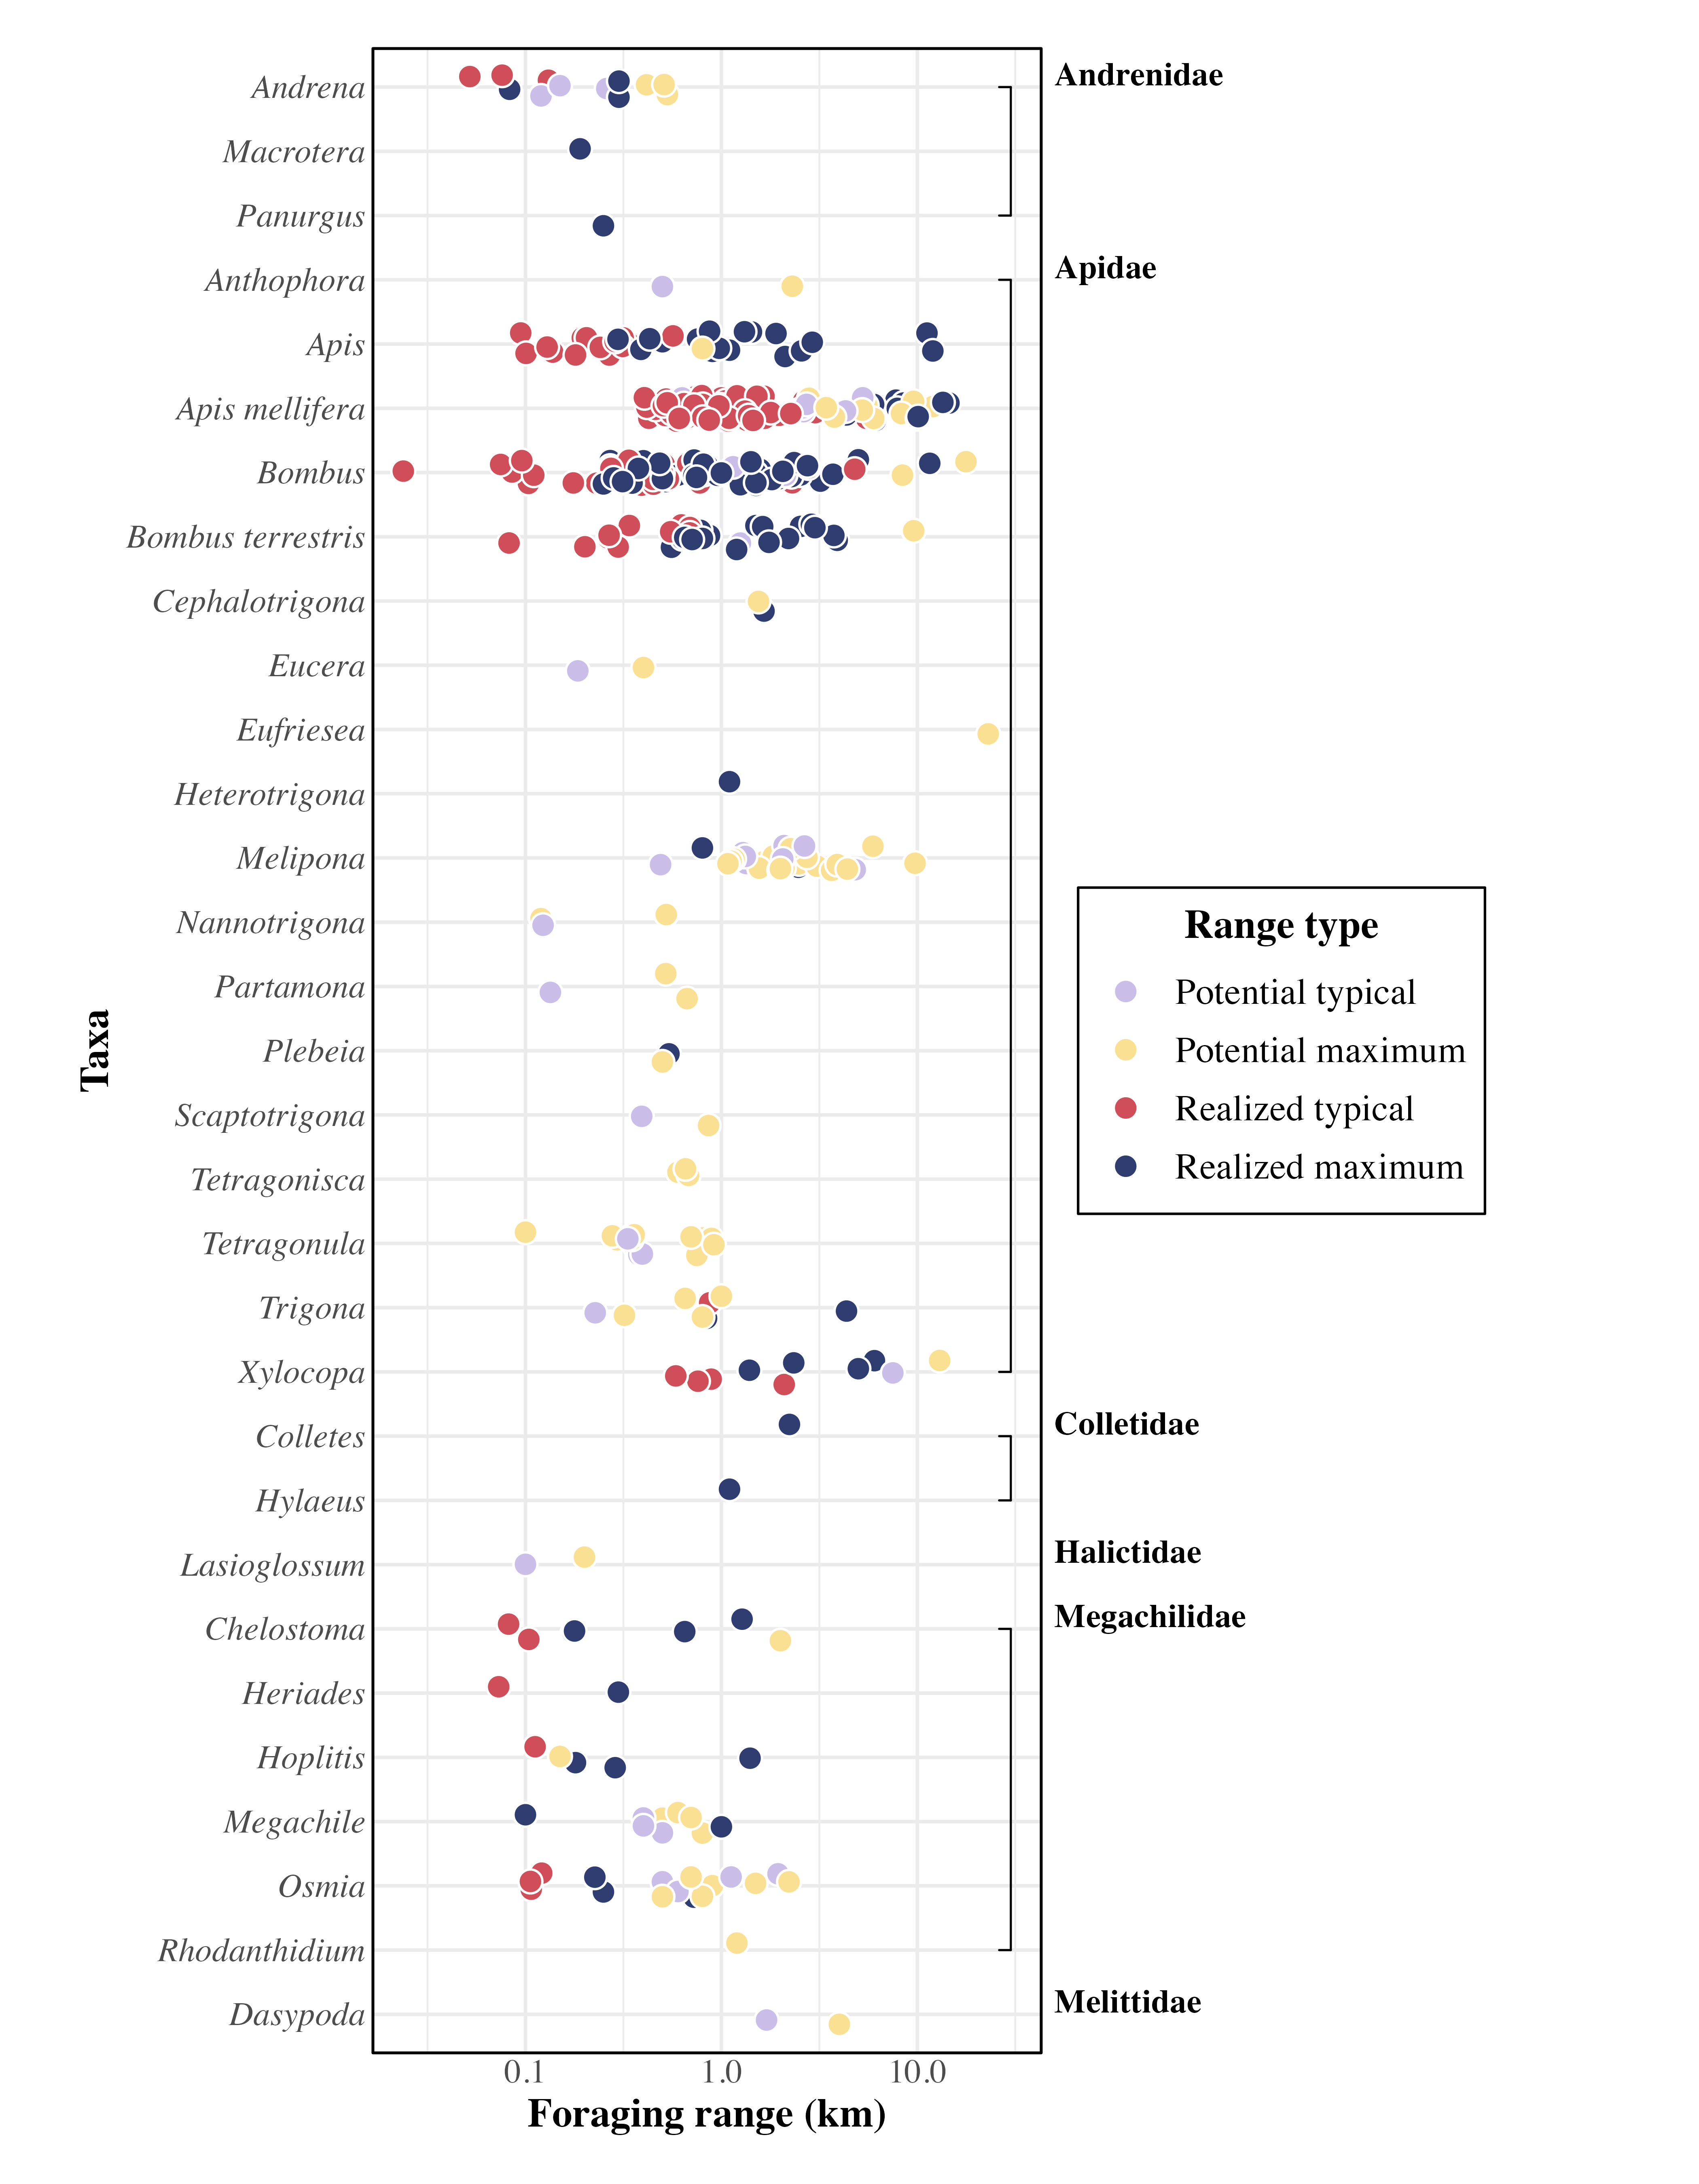 Andrena
Andrenidae
Macrotera
Panurgus
Anthophora
Apidae
Apis
Apis mellifera
Bombus
Bombus terrestris
Cephalotrigona
Eucera
Eufriesea
Heterotrigona
Melipona
Nannotrigona
Partamona
Plebeia
Scaptotrigona
Tetragonisca
Tetragonula
Trigona
Xylocopa
Colletes
Colletidae
Hylaeus
Lasioglossum
Halictidae
Chelostoma
Megachilidae
Heriades
Hoplitis
Megachile
Osmia
Rhodanthidium
Dasypoda
Melittidae
Taxa
0.1 1.0 10.0
Foraging range (km)
Range type
Potential typical
Potential maximum
Realized typical
Realized maximum